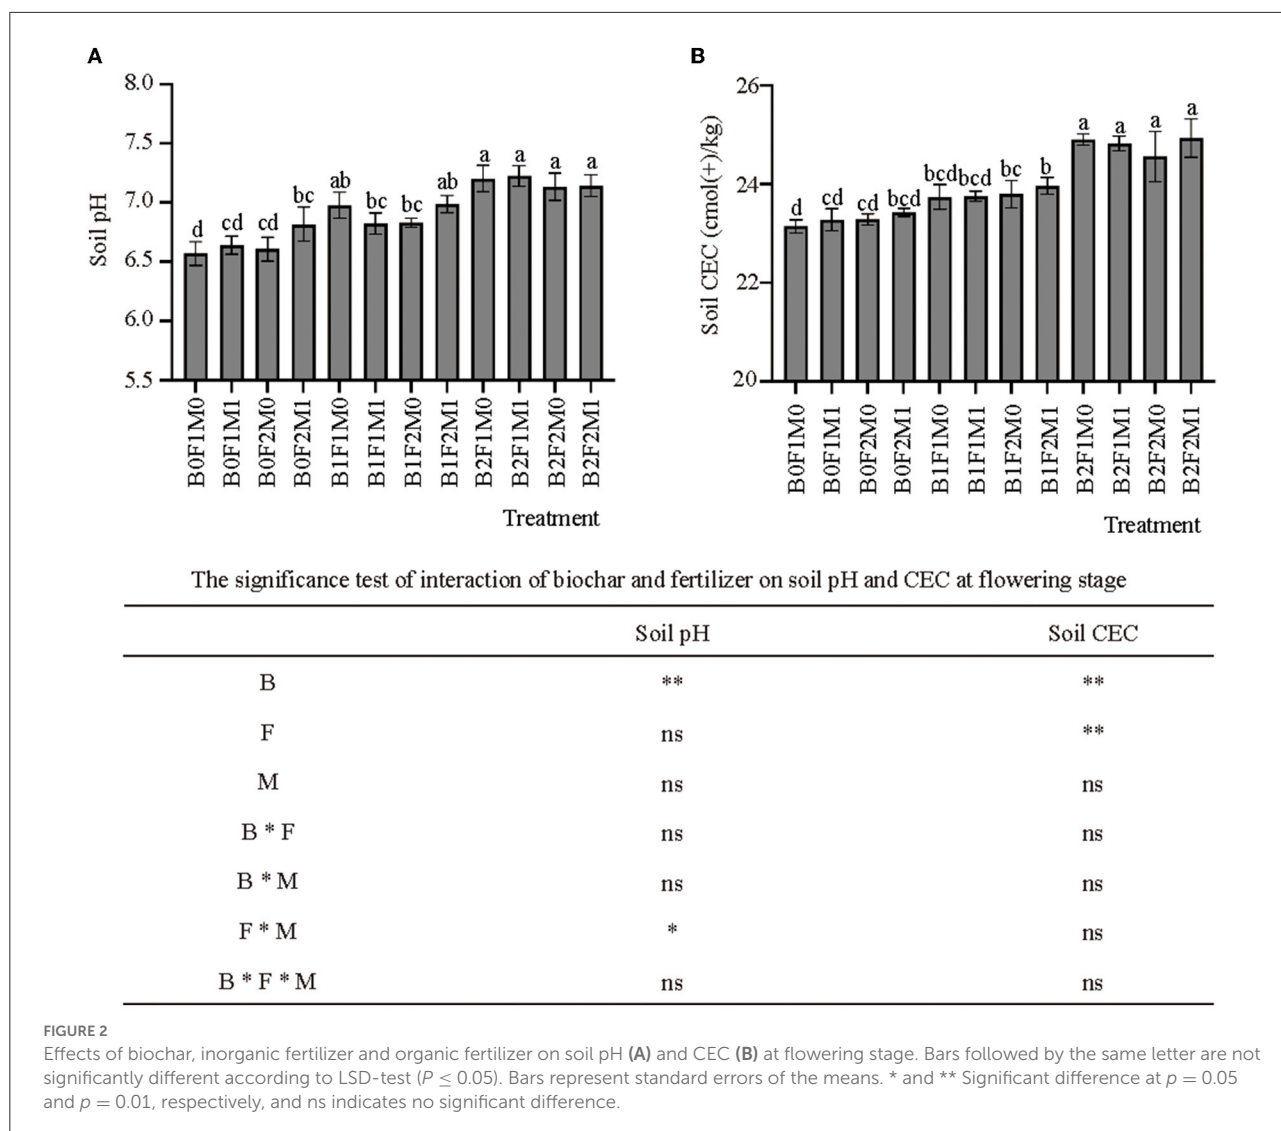 A
8.0
7.5
7.0
6.5
6.0
5.5
Soil pH
d cd cd bc ab bc bc ab a a a a
B0F1M0 B0F1M1 B0F2M0 B0F2M1 B1F1M0 B1F1M1 B1F2M0 B1F2M1 B2F1M0 B2F1M1 B2F2M0 B2F2M1
Treatment
B
26
24
22
20
Soil CEC (cmol(+)/kg)
d cd cd bcd bcd bcd bc b a a a a
B0F1M0 B0F1M1 B0F2M0 B0F2M1 B1F1M0 B1F1M1 B1F2M0 B1F2M1 B2F1M0 B2F1M1 B2F2M0 B2F2M1
Treatment
The significance test of interaction of biochar and fertilizer on soil pH and CEC at flowering stage
Soil pH Soil CEC
B ** **
F ns **
M ns ns
B * F ns ns
B * M ns ns
F * M * ns
B * F * M ns ns
FIGURE 2
Effects of biochar, inorganic fertilizer and organic fertilizer on soil pH (A) and CEC (B) at flowering stage. Bars followed by the same letter are not
significantly different according to LSD-test (P ≤ 0.05). Bars represent standard errors of the means. * and ** Significant difference at p = 0.05
and p = 0.01, respectively, and ns indicates no significant difference.